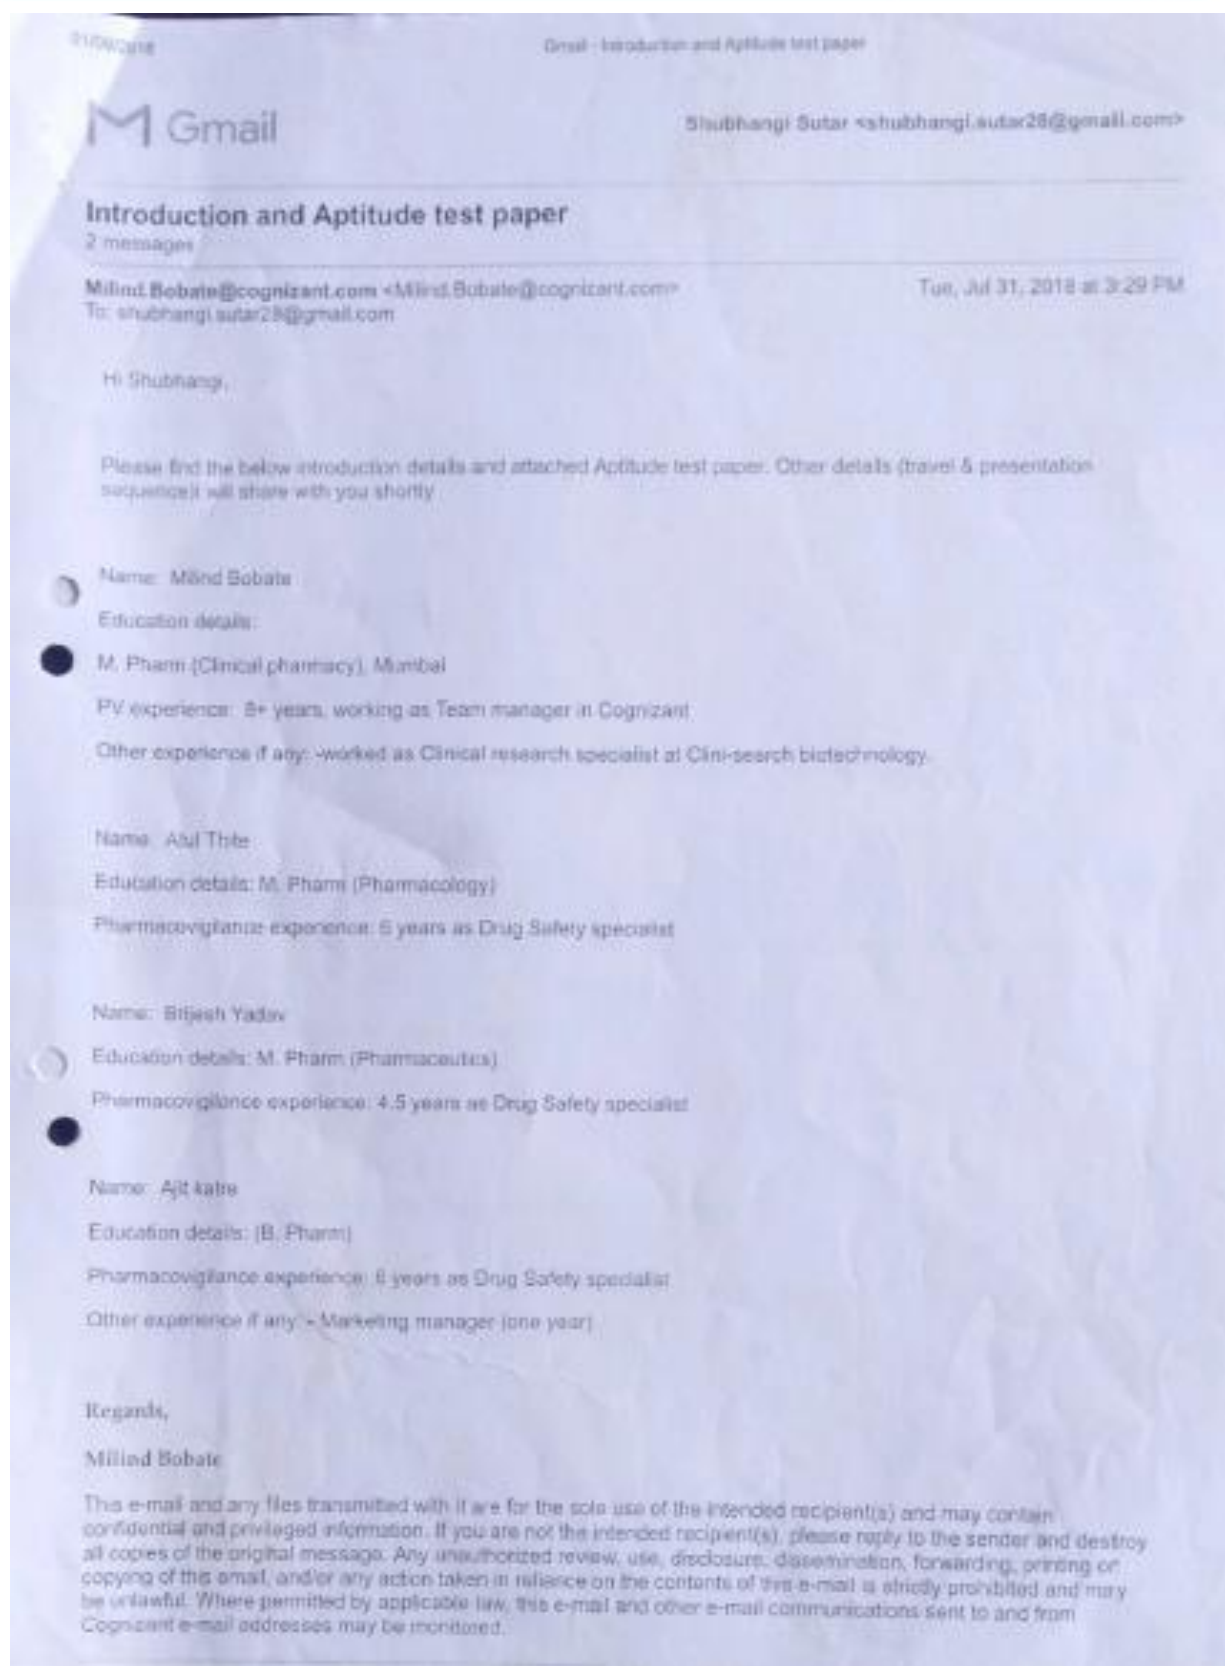 Gmail - Introduction and Aptitude test paper
Gmail
Shubhangi Sutar <shubhangi.sutar28@gmail.com>
Introduction and Aptitude test paper
2 messages
Milind.Bobate@cognizant.com <Milind.Bobate@cognizant.com>
Tue, Jul 31, 2018 at 3:29 PM
To: shubhangi.sutar28@gmail.com
Hi Shubhangi,
Please find the below introduction details and attached Aptitude test paper. Other details (travel & presentation
sequence)t will share with you shortly
Name: Milind Bobate
Education details:
M. Pharm (Clinical pharmacy), Mumbai
PV experience: 8+ years, working as Team manager in Cognizant
Other experience if any: -worked as Clinical research specialist at Clini-search biotechnology.
Name: Atul Thite
Education details: M. Pharm (Pharmacology)
Pharmacovigilance experience: 6 years as Drug Safety specialist
Name: Brijesh Yadav
Education details: M. Pharm (Pharmaceutics)
Pharmacovigilance experience: 4.5 years as Drug Safety specialist
Name: Ajit katre
Education details: (B. Pharm)
Pharmacovigilance experience: 6 years as Drug Safety specialist
Other experience if any: - Marketing manager (one year)
Regards,
Milind Bobate
This e-mail and any files transmitted with it are for the sole use of the intended recipient(s) and may contain
confidential and privileged information. If you are not the intended recipient(s), please reply to the sender and destroy
all copies of the original message. Any unauthorized review, use, disclosure, dissemination, forwarding, printing or
copying of this email, and/or any action taken in reliance on the contents of this e-mail is strictly prohibited and may
be unlawful. Where permitted by applicable law, this e-mail and other e-mail communications sent to and from
Cognizant e-mail addresses may be monitored.